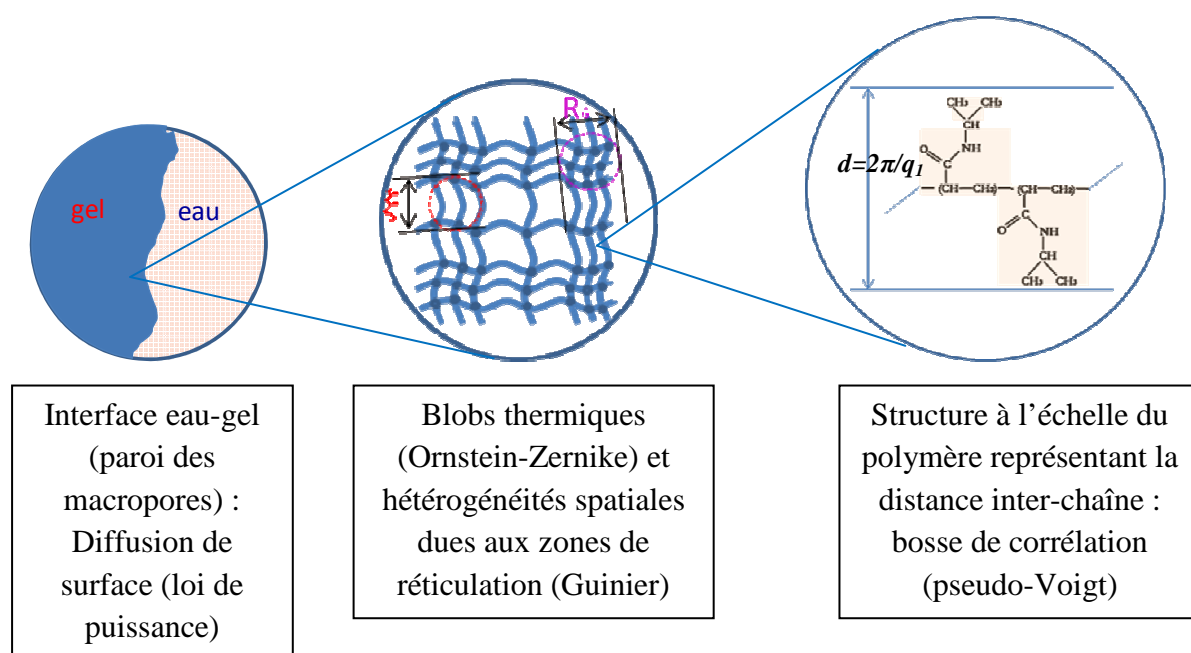 gel
eau
ξ
d=2π/q₁
CH₃ CH₃
CH
NH
O
C
(CH—CH₂) (CH—CH₂)
C
O
NH
CH
CH₃ CH₃
Interface eau-gel
(paroi des
macropores) :
Diffusion de
surface (loi de
puissance)
Blobs thermiques
(Ornstein-Zernike) et
hétérogénéités spatiales
dues aux zones de
réticulation (Guinier)
Structure à l’échelle du
polymère représentant la
distance inter-chaîne :
bosse de corrélation
(pseudo-Voigt)